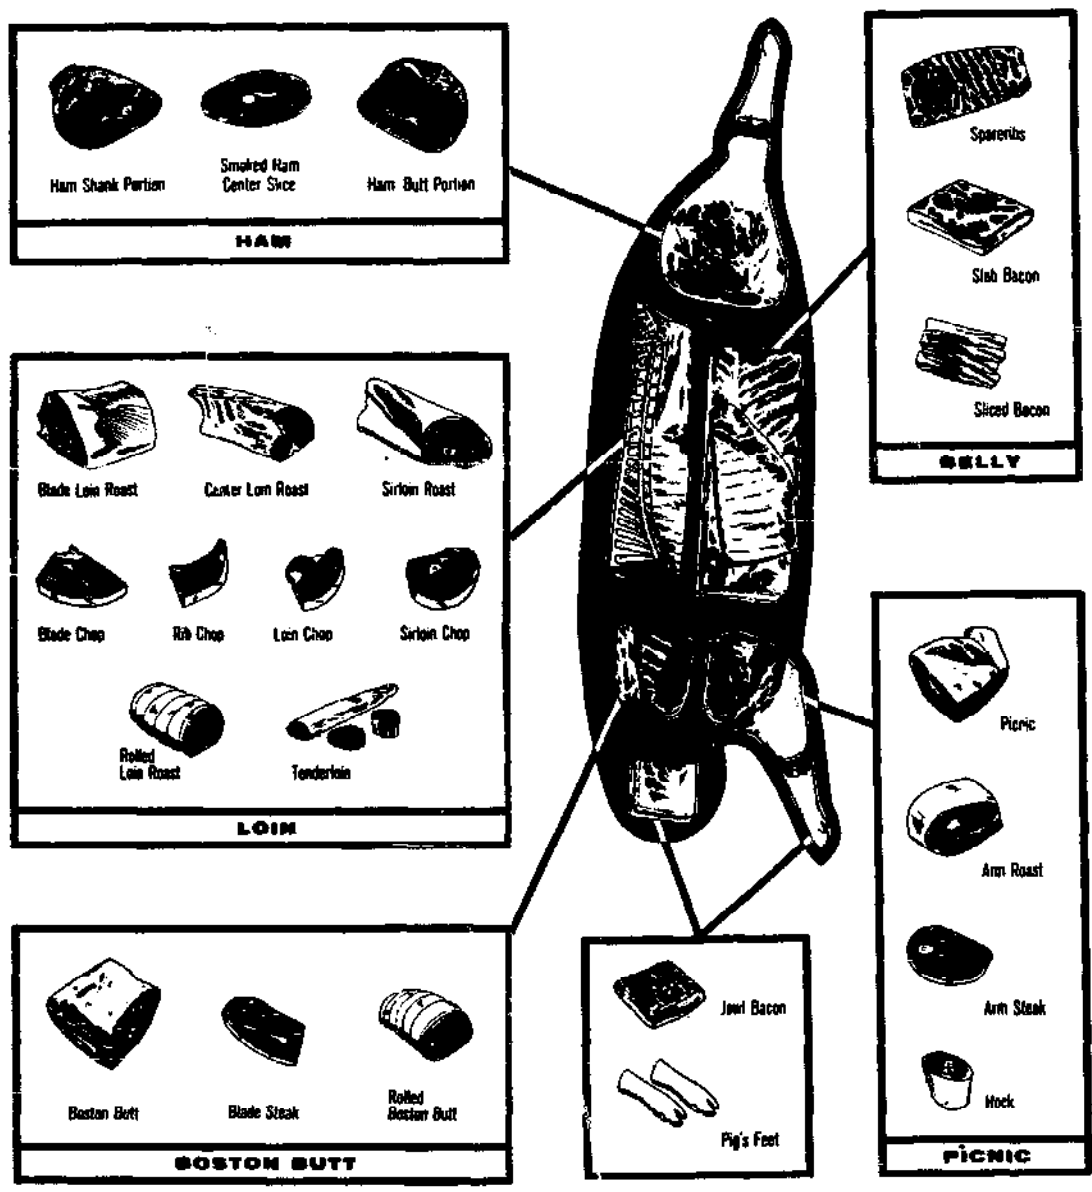 Ham Shank Portion
Smoked Ham
Center Slice
Ham Butt Portion
HAM
Spareribs
Slab Bacon
Sliced Bacon
BELLY
Blade Loin Roast
Center Loin Roast
Sirloin Roast
Blade Chop
Rib Chop
Loin Chop
Sirloin Chop
Rolled
Loin Roast
Tenderloin
LOIN
Picnic
Arm Roast
Arm Steak
Hock
PICNIC
Boston Butt
Blade Steak
Rolled
Boston Butt
BOSTON BUTT
Jowl Bacon
Pig's Feet